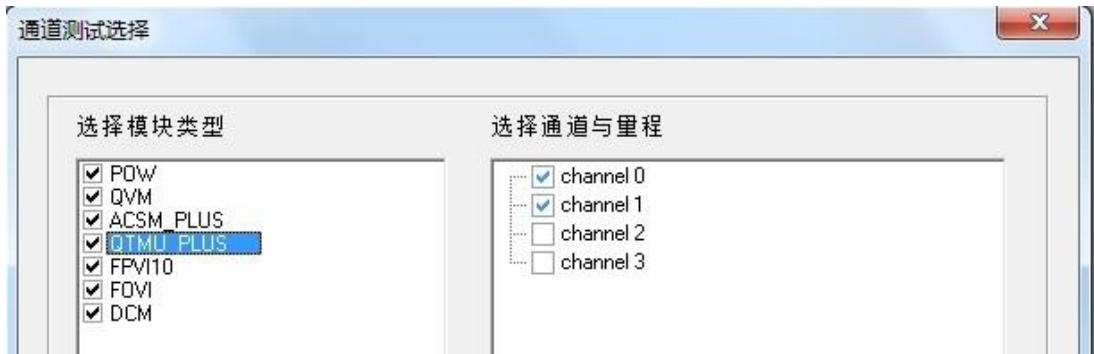 通道测试选择
选择模块类型
POW
QVM
ACSM_PLUS
QTMU_PLUS
FPVI10
FOVI
DCM
选择通道与量程
channel 0
channel 1
channel 2
channel 3